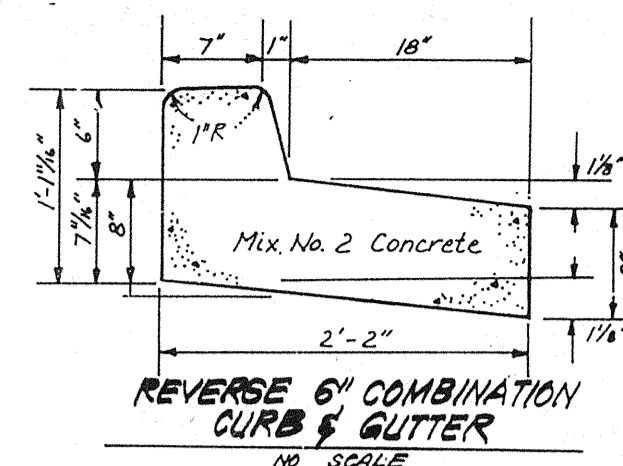 7" 1" 18"
1'-1 11/16"
6"
7 11/16"
8"
1"R
1 1/8"
Mix. No. 2 Concrete
1 1/8"
2'-2"
REVERSE 6" COMBINATION
CURB & GUTTER
NO SCALE